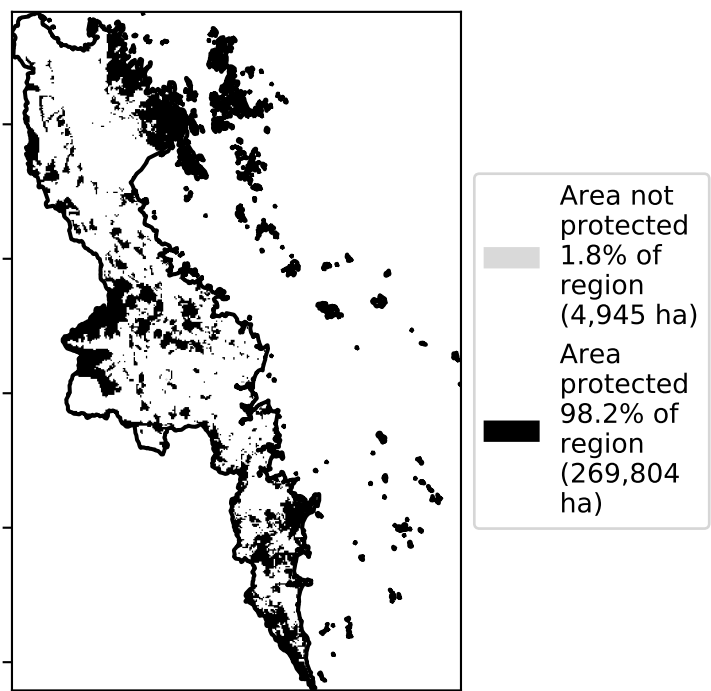 Area not
protected
1.8% of
region
(4,945 ha)
Area
protected
98.2% of
region
(269,804
ha)